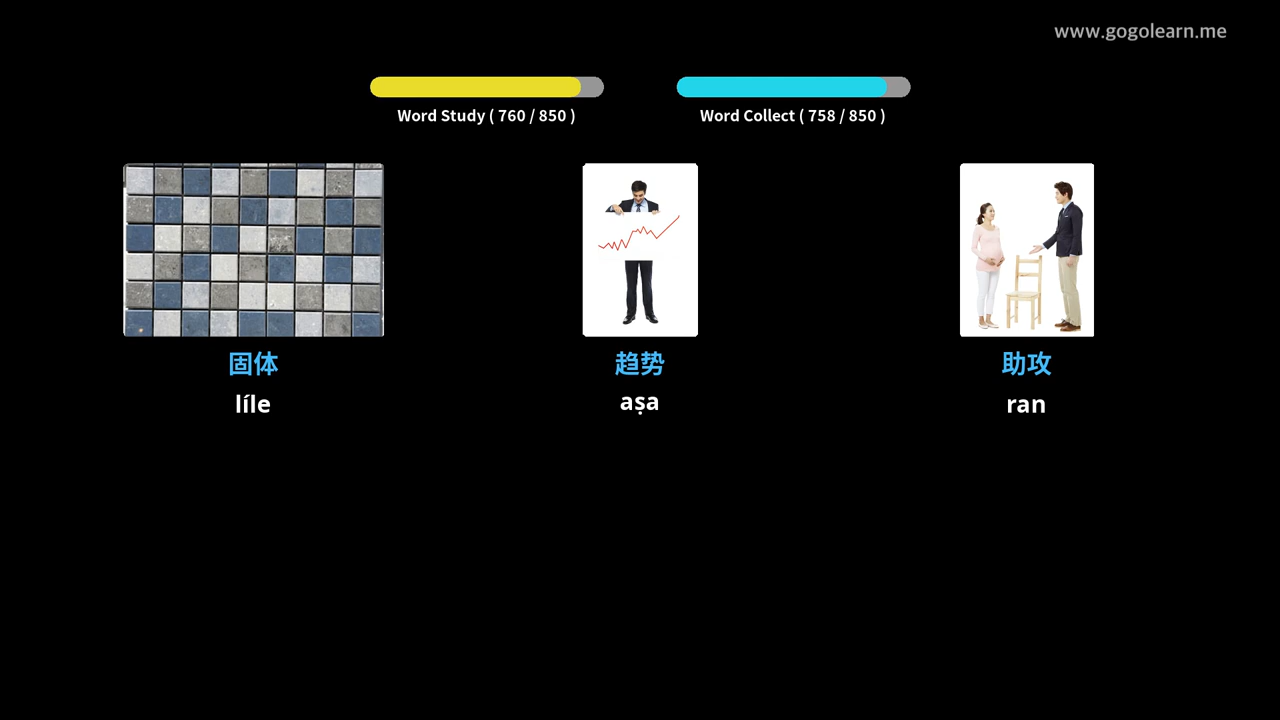 www.gogolearn.me
Word Study ( 760 / 850 )
Word Collect ( 758 / 850 )
固体
líle
趋势
aṣa
助攻
ran